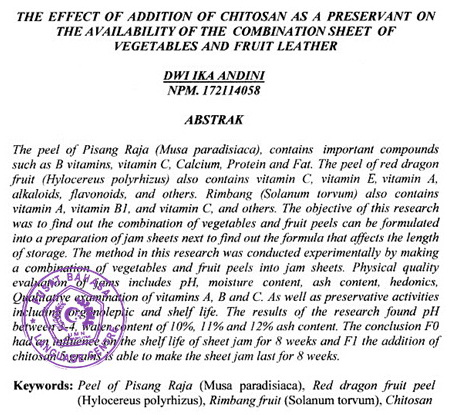 THE EFFECT OF ADDITION OF CHITOSAN AS A PRESERVANT ON
THE AVAILABILITY OF THE COMBINATION SHEET OF
VEGETABLES AND FRUIT LEATHER
DWI IKA ANDINI
NPM. 172114058
ABSTRAK
The peel of Pisang Raja (Musa paradisiaca), contains important compounds
such as B vitamins, vitamin C, Calcium, Protein and Fat. The peel of red dragon
fruit (Hylocereus polyrhizus) also contains vitamin C, vitamin E, vitamin A,
alkaloids, flavonoids, and others. Rimbang (Solanum torvum) also contains
vitamin A, vitamin B1, and vitamin C, and others. The objective of this research
was to find out the combination of vegetables and fruit peels can be formulated
into a preparation of jam sheets next to find out the formula that affects the length
of storage. The method in this research was conducted experimentally by making
a combination of vegetables and fruit peels into jam sheets. Physical quality
evaluation of includes pH, moisture content, ash content, hedonics,
Qualitative examination of vitamins A, B and C. As well as preservative activities
including organoleptic and shelf life. The results of the research found pH
between 3-4, water content of 10%, 11% and 12% ash content. The conclusion F0
had an influence on the shelf life of sheet jam for 8 weeks and F1 the addition of
chitosan is able to make the sheet jam last for 8 weeks.
Keywords: Peel of Pisang Raja (Musa paradisiaca), Red dragon fruit peel
(Hylocereus polyrhizus), Rimbang fruit (Solanum torvum), Chitosan
PUSAT BAHASA
LANGUAGE CENTRE